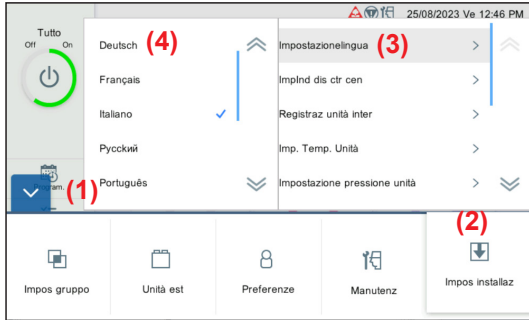 25/08/2023 Ve 12:46 PM
Tutto
Off On
Deutsch (4)
Français
Italiano
Русский
Português
Impostazionelingua (3)
ImpInd dis ctr cen
Registraz unità inter
Imp. Temp. Unità
Impostazione pressione unità
(1)
(2)
Impos gruppo
Unità est
Preferenze
Manutenz
Impos installaz